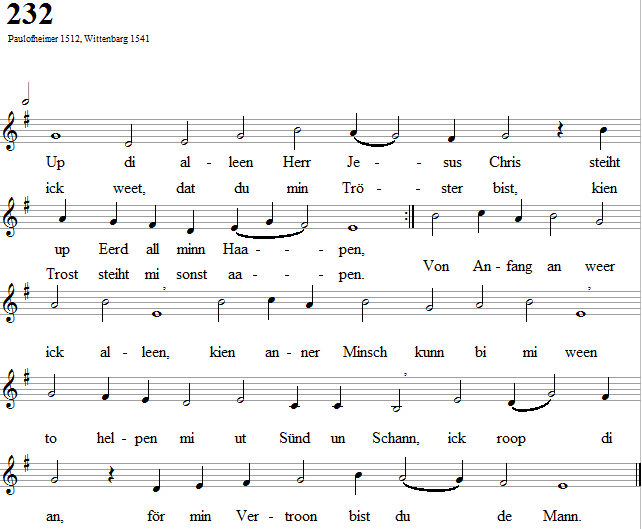 232
Paulofheimer 1512, Wittenbarg 1541
Up di al - leen Herr Je - - sus Chris steiht
ick weet, dat du min Trö - - ster bist, kien
up Eerd all minn Haa - - - pen,
Trost steiht mi sonst aa - - - pen. Von An - fang an weer
ick al - leen, kien an - ner Minsch kunn bi mi ween
to hel - pen mi ut Sünd un Schann, ick roop di
an, för min Ver - troon bist du de Mann.